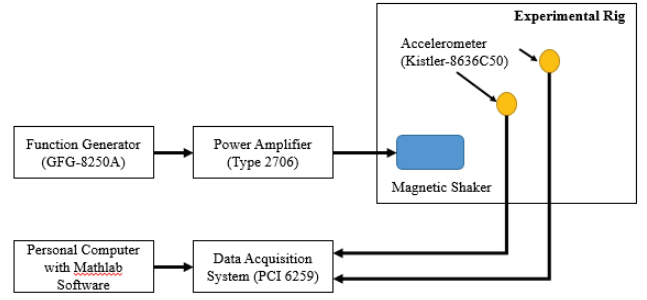 Experimental Rig
Accelerometer
(Kistler-8636C50)
Function Generator
(GFG-8250A)
Power Amplifier
(Type 2706)
Magnetic Shaker
Personal Computer
with Mathlab
Software
Data Acquisition
System (PCI 6259)